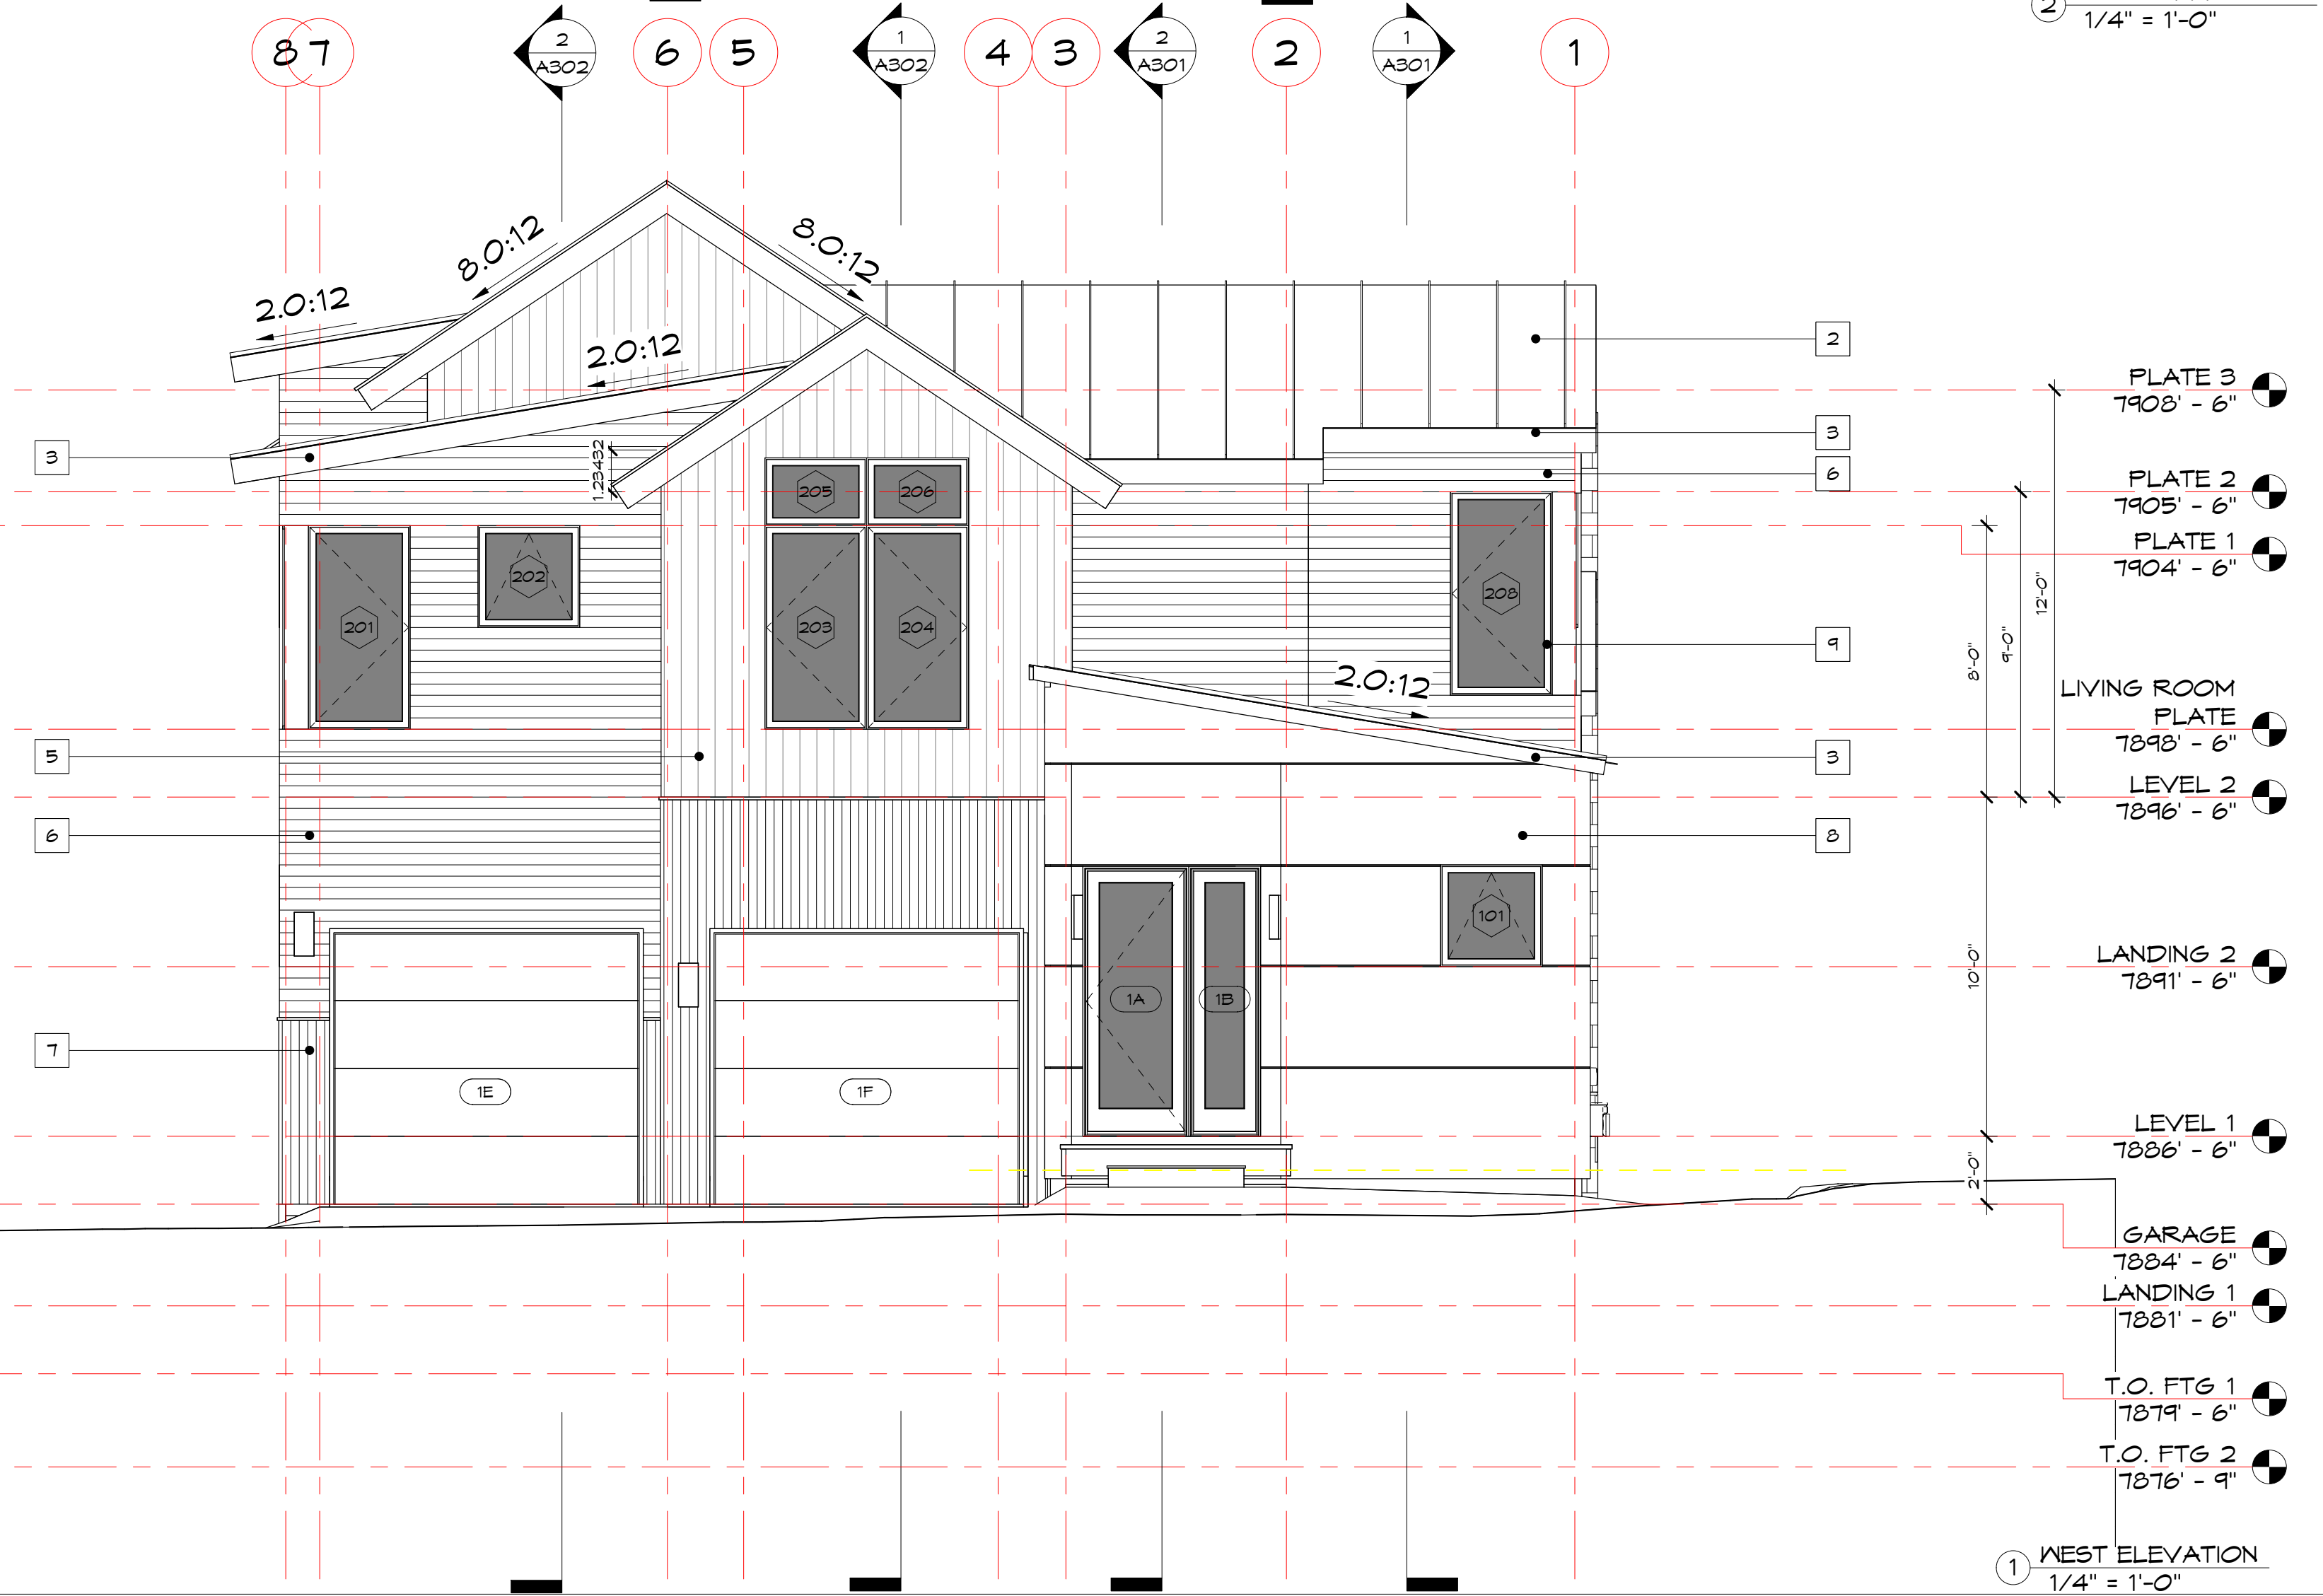 2
1/4" = 1'-0"
8
7
2
A302
6
5
1
A302
4
3
2
A301
2
1
A301
1
8.0:12
8.0:12
2.0:12
2.0:12
2
PLATE 3
7908' - 6"
3
3
6
1.23432
205
206
PLATE 2
7905' - 6"
PLATE 1
7904' - 6"
201
202
203
204
208
9
12'-0"
9'-0"
8'-0"
2.0:12
LIVING ROOM
PLATE
7898' - 6"
5
3
LEVEL 2
7896' - 6"
6
8
101
LANDING 2
7891' - 6"
10'-0"
1A
1B
7
1E
1F
LEVEL 1
7886' - 6"
2'-0"
GARAGE
7884' - 6"
LANDING 1
7881' - 6"
T.O. FTG 1
7879' - 6"
T.O. FTG 2
7876' - 9"
1
WEST ELEVATION
1/4" = 1'-0"